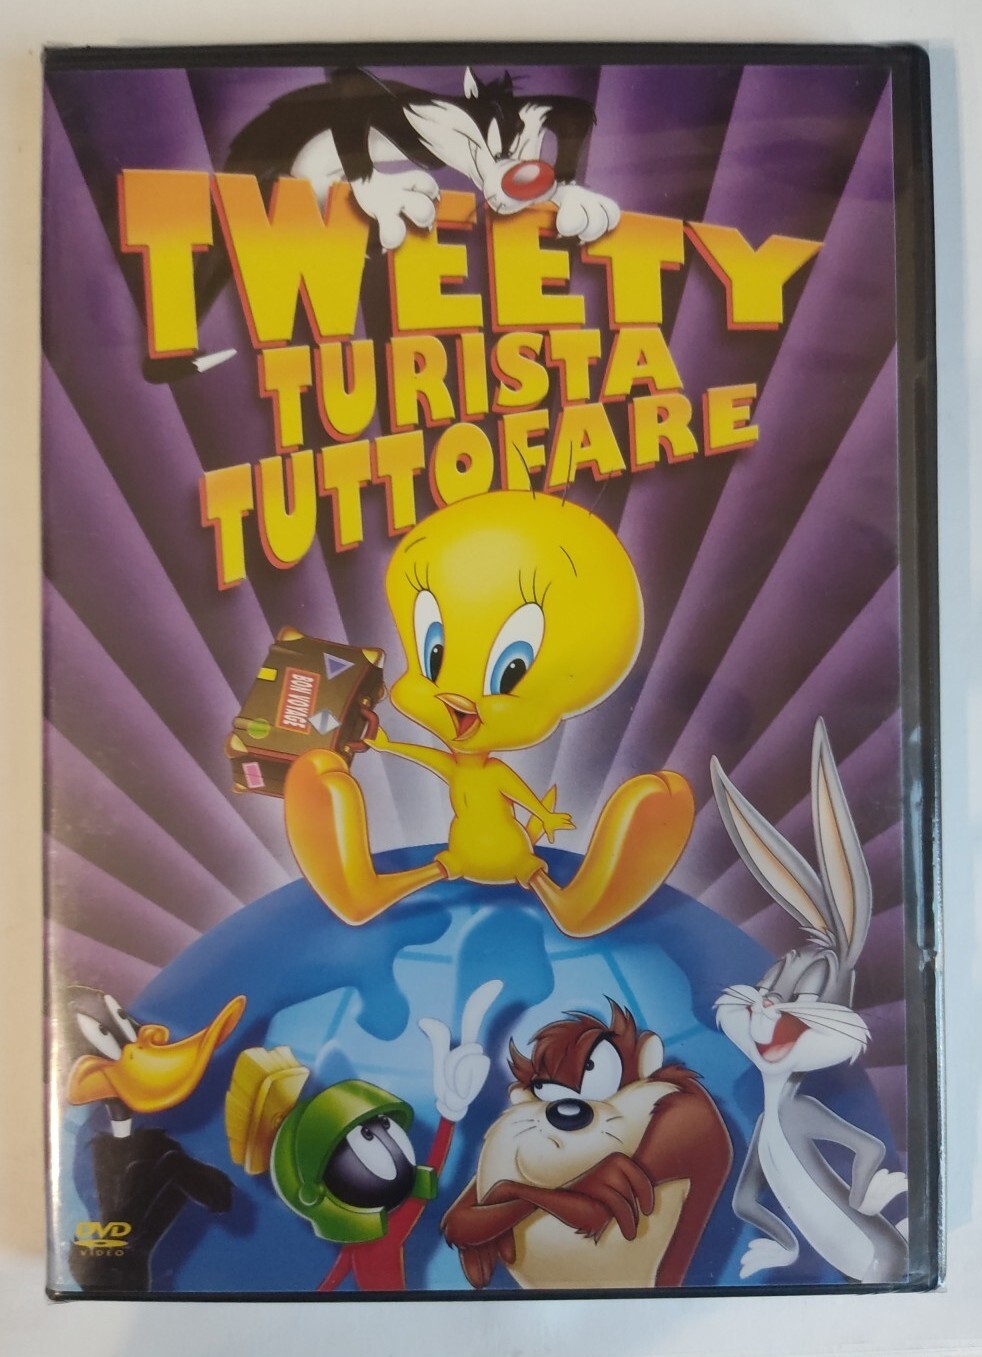 TWEETY
TURISTA
TUTTOFARE
BON VOYAGE
DVD
VIDEO